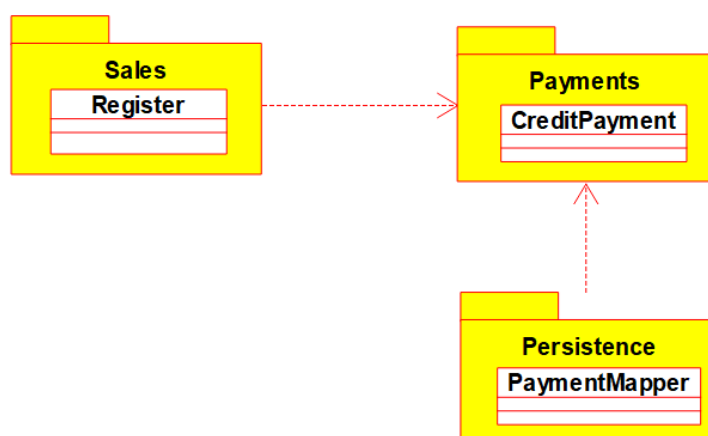 Sales
Register
Payments
CreditPayment
Persistence
PaymentMapper